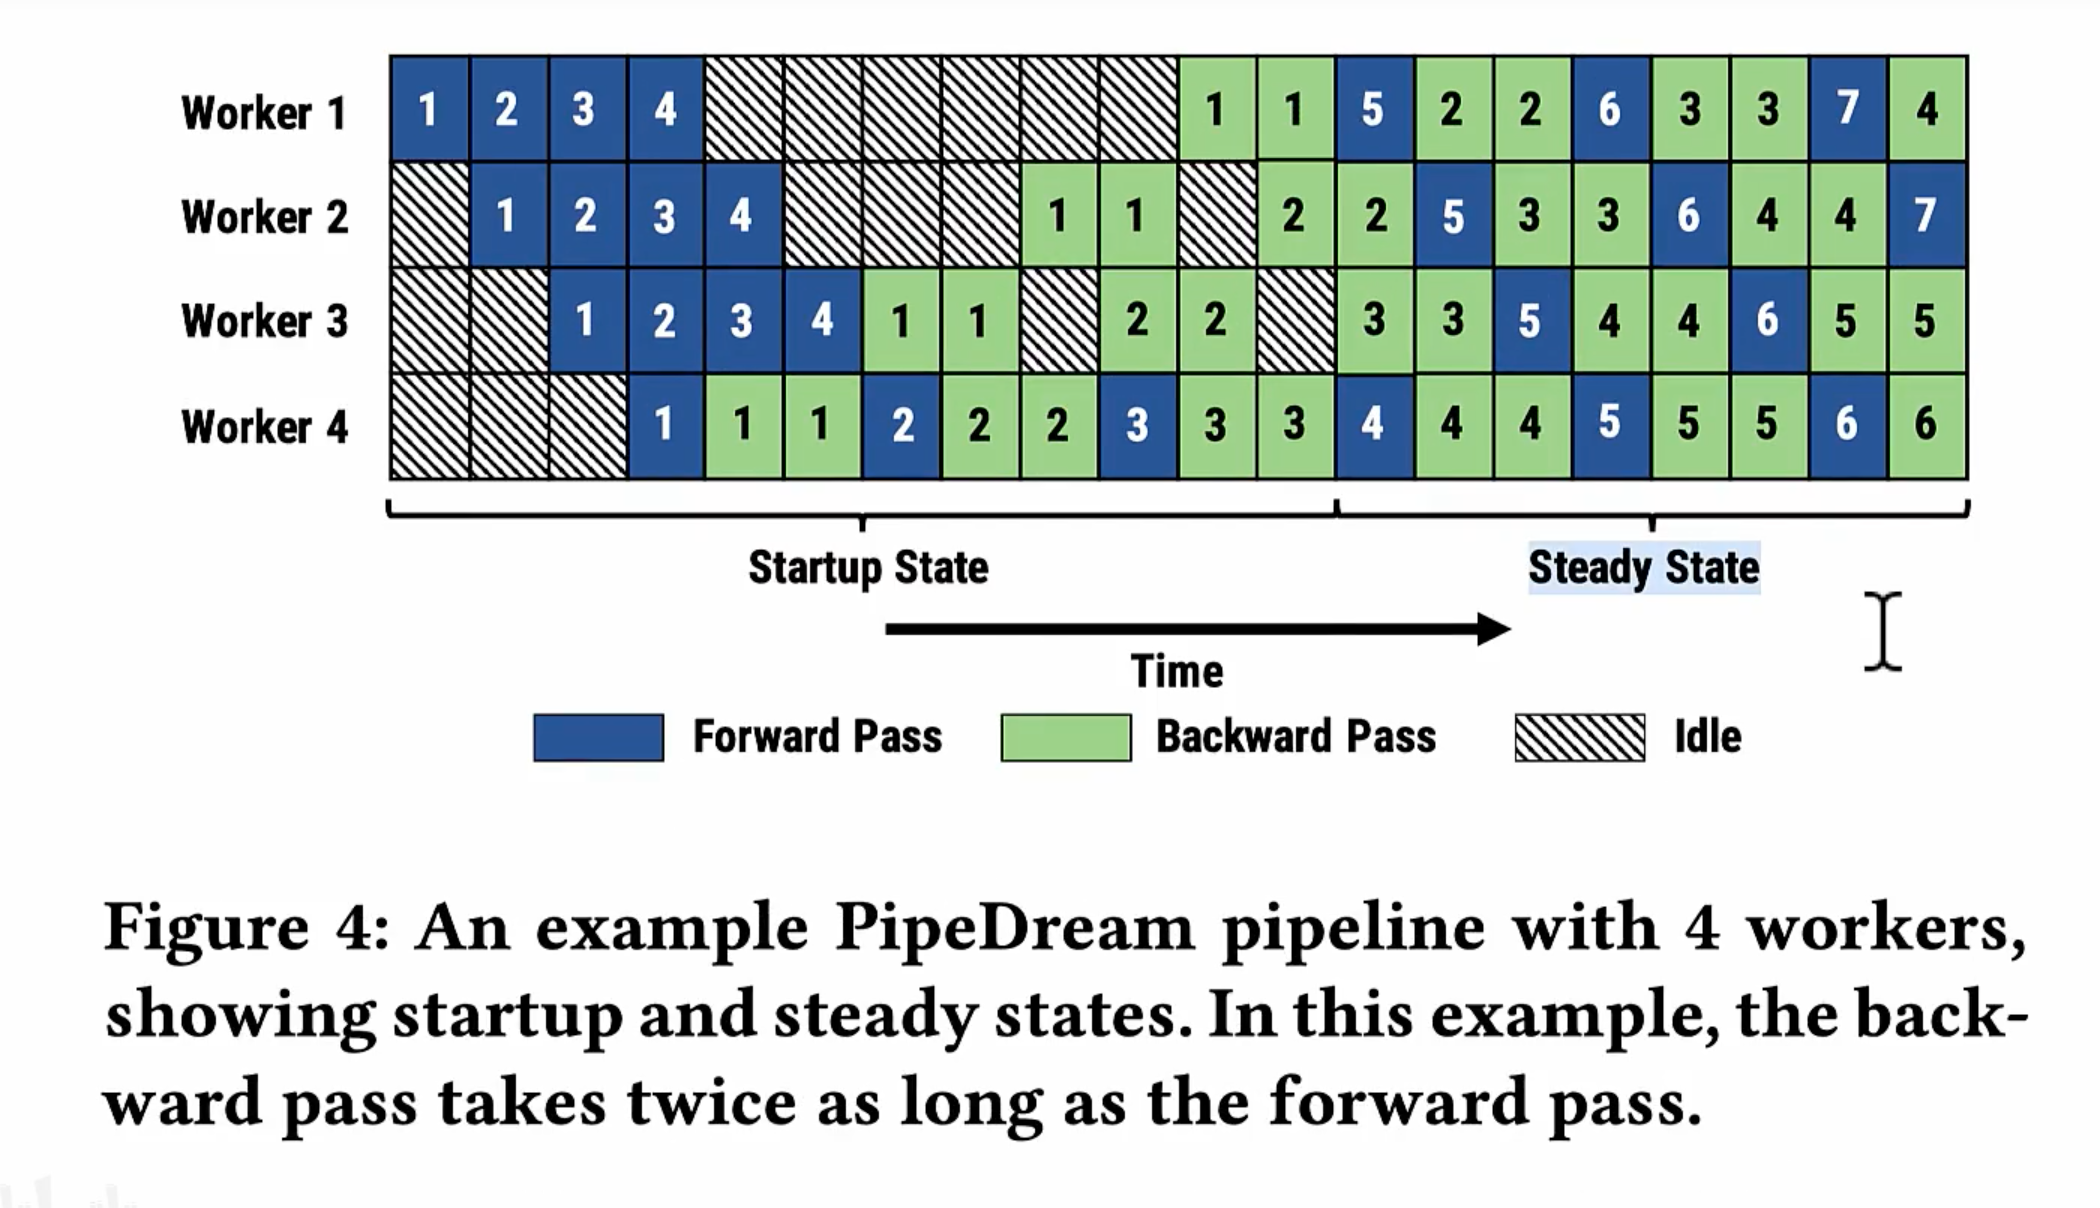 Worker 1 1 2 3 4 1 1 5 2 2 6 3 3 7 4
Worker 2 1 2 3 4 1 1 2 2 5 3 3 6 4 4 7
Worker 3 1 2 3 4 1 1 2 2 3 3 5 4 4 6 5 5
Worker 4 1 1 1 2 2 2 3 3 3 4 4 4 5 5 5 6 6
Startup State Steady State
Time
Forward Pass Backward Pass Idle
Figure 4: An example PipeDream pipeline with 4 workers,
showing startup and steady states. In this example, the back-
ward pass takes twice as long as the forward pass.